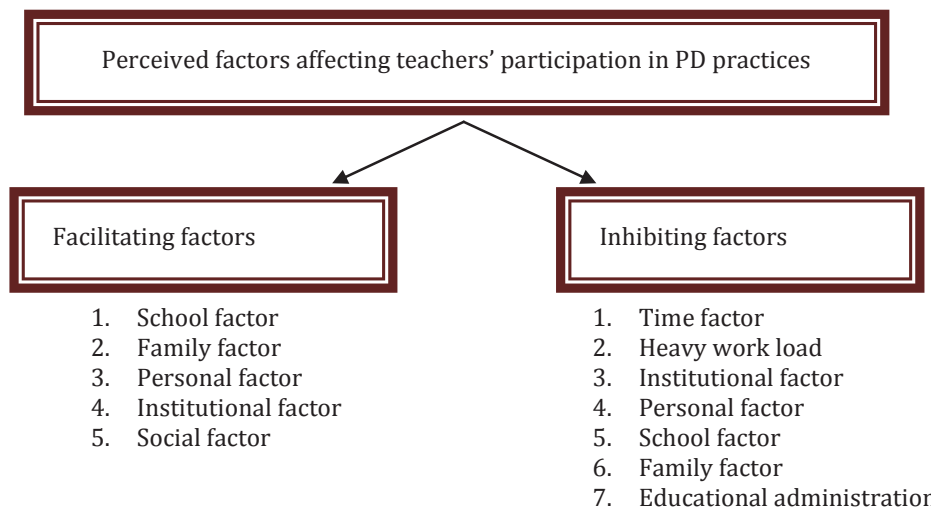 Perceived factors affecting teachers’ participation in PD practices
Facilitating factors
1. School factor
2. Family factor
3. Personal factor
4. Institutional factor
5. Social factor
Inhibiting factors
1. Time factor
2. Heavy work load
3. Institutional factor
4. Personal factor
5. School factor
6. Family factor
7. Educational administration